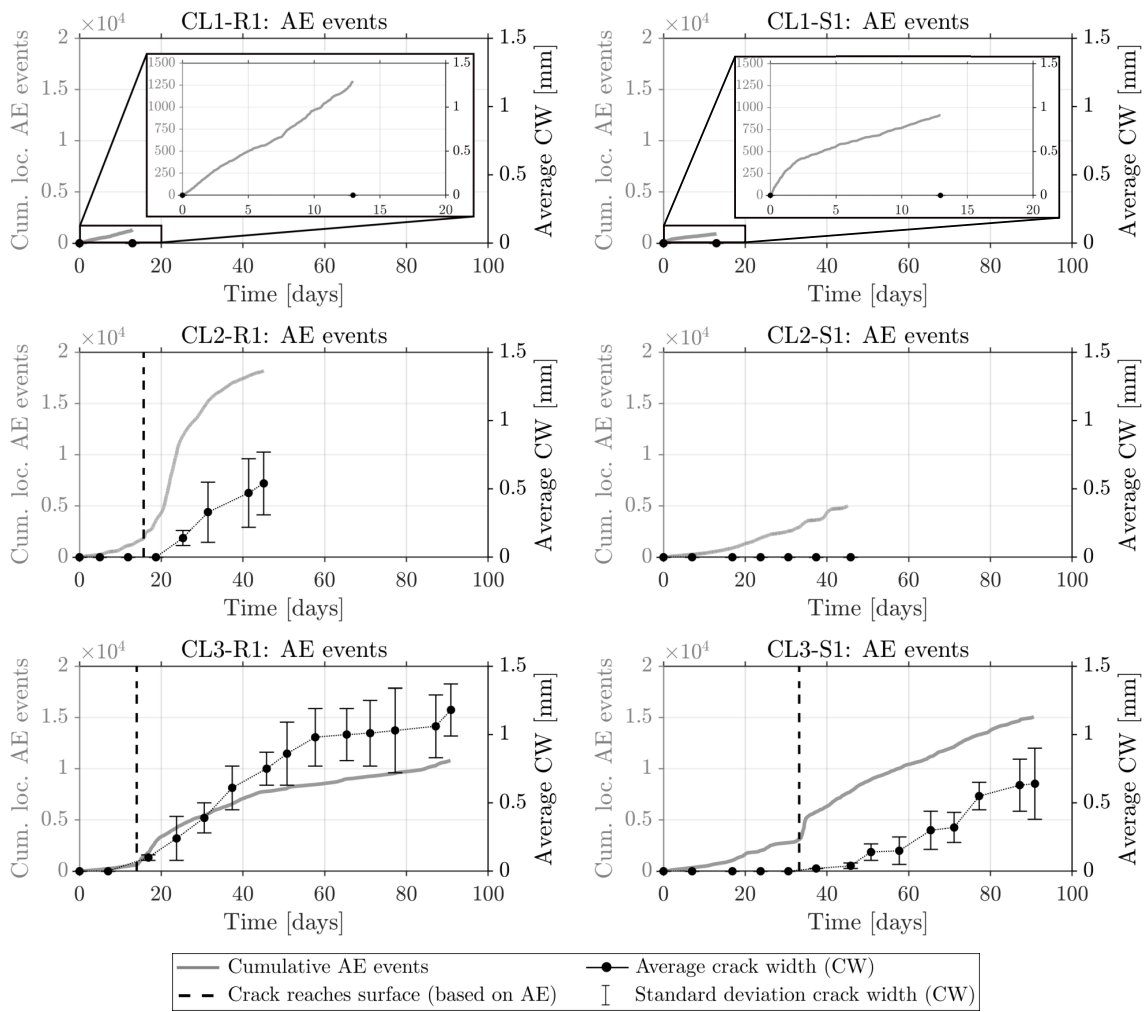 CL1-R1: AE events
×10⁴
2
1.5
1
0.5
0
Cum. loc. AE events
1.5
1
0.5
0
Average CW [mm]
1500
1250
1000
750
500
250
0
1.5
1
0.5
0
0 5 10 15 20
0 20 40 60 80 100
Time [days]
CL1-S1: AE events
×10⁴
2
1.5
1
0.5
0
Cum. loc. AE events
1.5
1
0.5
0
Average CW [mm]
1500
1250
1000
750
500
250
0
1.5
1
0.5
0
0 5 10 15 20
0 20 40 60 80 100
Time [days]
CL2-R1: AE events
×10⁴
2
1.5
1
0.5
0
Cum. loc. AE events
1.5
1
0.5
0
Average CW [mm]
0 20 40 60 80 100
Time [days]
CL2-S1: AE events
×10⁴
2
1.5
1
0.5
0
Cum. loc. AE events
1.5
1
0.5
0
Average CW [mm]
0 20 40 60 80 100
Time [days]
CL3-R1: AE events
×10⁴
2
1.5
1
0.5
0
Cum. loc. AE events
1.5
1
0.5
0
Average CW [mm]
0 20 40 60 80 100
Time [days]
CL3-S1: AE events
×10⁴
2
1.5
1
0.5
0
Cum. loc. AE events
1.5
1
0.5
0
Average CW [mm]
0 20 40 60 80 100
Time [days]
Cumulative AE events
Crack reaches surface (based on AE)
Average crack width (CW)
Standard deviation crack width (CW)